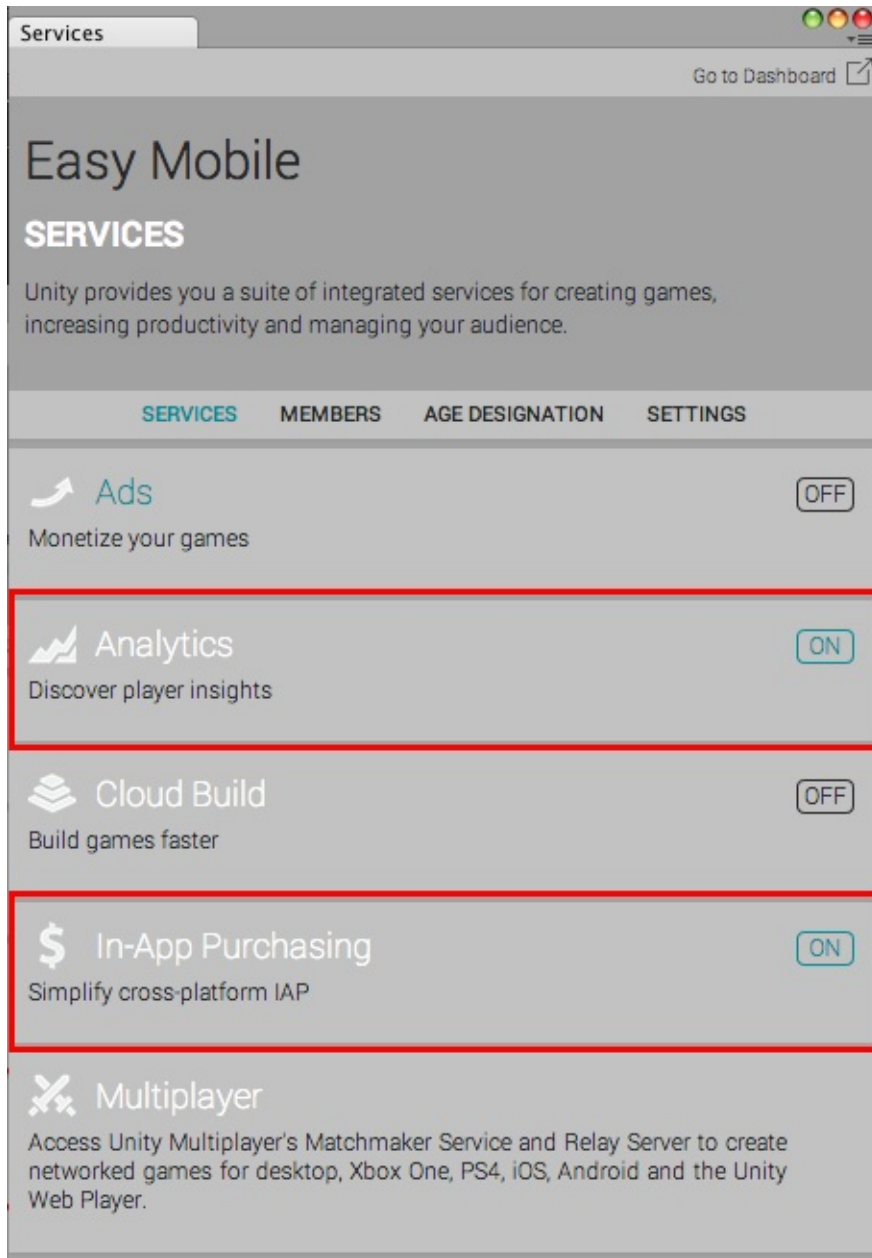 Services
Go to Dashboard
Easy Mobile
SERVICES
Unity provides you a suite of integrated services for creating games,
increasing productivity and managing your audience.
SERVICES MEMBERS AGE DESIGNATION SETTINGS
Ads OFF
Monetize your games
Analytics ON
Discover player insights
Cloud Build OFF
Build games faster
In-App Purchasing ON
Simplify cross-platform IAP
Multiplayer
Access Unity Multiplayer's Matchmaker Service and Relay Server to create
networked games for desktop, Xbox One, PS4, iOS, Android and the Unity
Web Player.